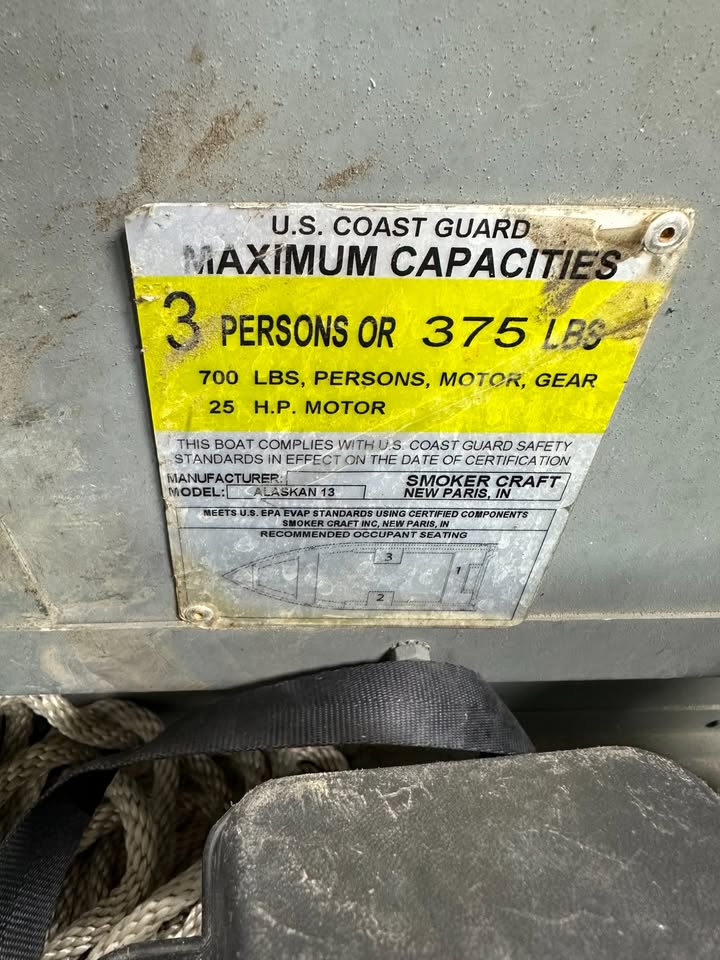 U.S. COAST GUARD
MAXIMUM CAPACITIES
3 PERSONS OR 375 LBS
700 LBS, PERSONS, MOTOR, GEAR
25 H.P. MOTOR
THIS BOAT COMPLIES WITH U.S. COAST GUARD SAFETY
STANDARDS IN EFFECT ON THE DATE OF CERTIFICATION
MANUFACTURER: SMOKER CRAFT
MODEL: ALASKAN 13 NEW PARIS, IN
MEETS U.S. EPA EVAP STANDARDS USING CERTIFIED COMPONENTS
SMOKER CRAFT INC, NEW PARIS, IN
RECOMMENDED OCCUPANT SEATING
3
1
2